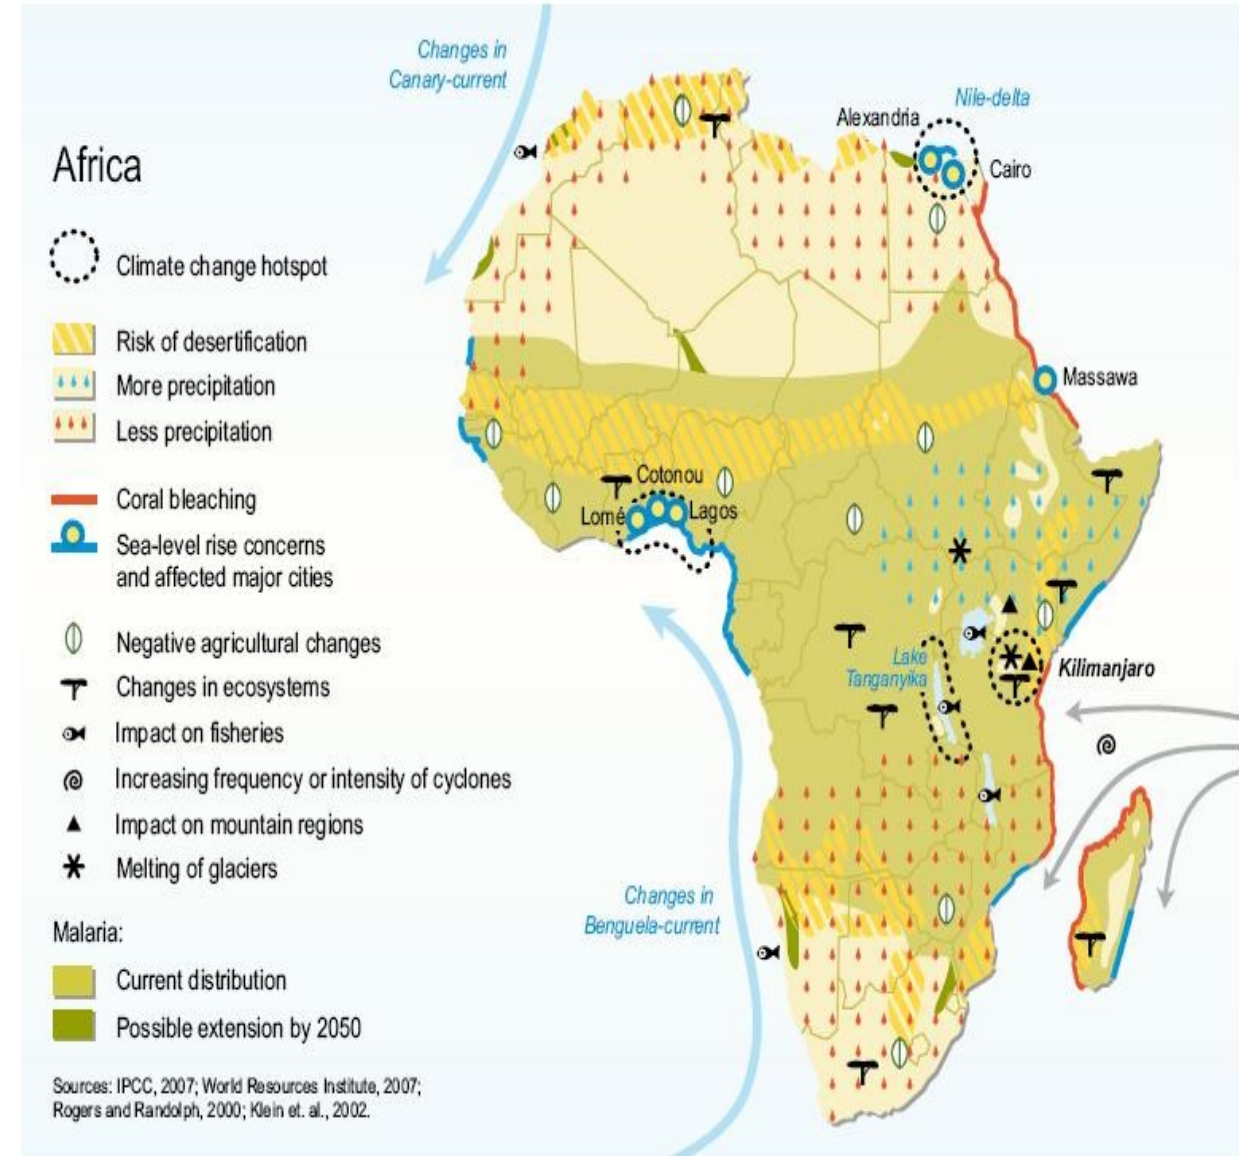 Changes in
Canary-current
Nile-delta
Alexandria
Cairo
Africa
Climate change hotspot
Risk of desertification
More precipitation
Less precipitation
Massawa
Coral bleaching
Sea-level rise concerns
and affected major cities
Cotonou
Lomé
Lagos
Negative agricultural changes
Changes in ecosystems
Impact on fisheries
Increasing frequency or intensity of cyclones
Impact on mountain regions
Melting of glaciers
Lake
Tanganyika
Kilimanjaro
Changes in
Benguela-current
Malaria:
Current distribution
Possible extension by 2050
Sources: IPCC, 2007; World Resources Institute, 2007;
Rogers and Randolph, 2000; Klein et. al., 2002.